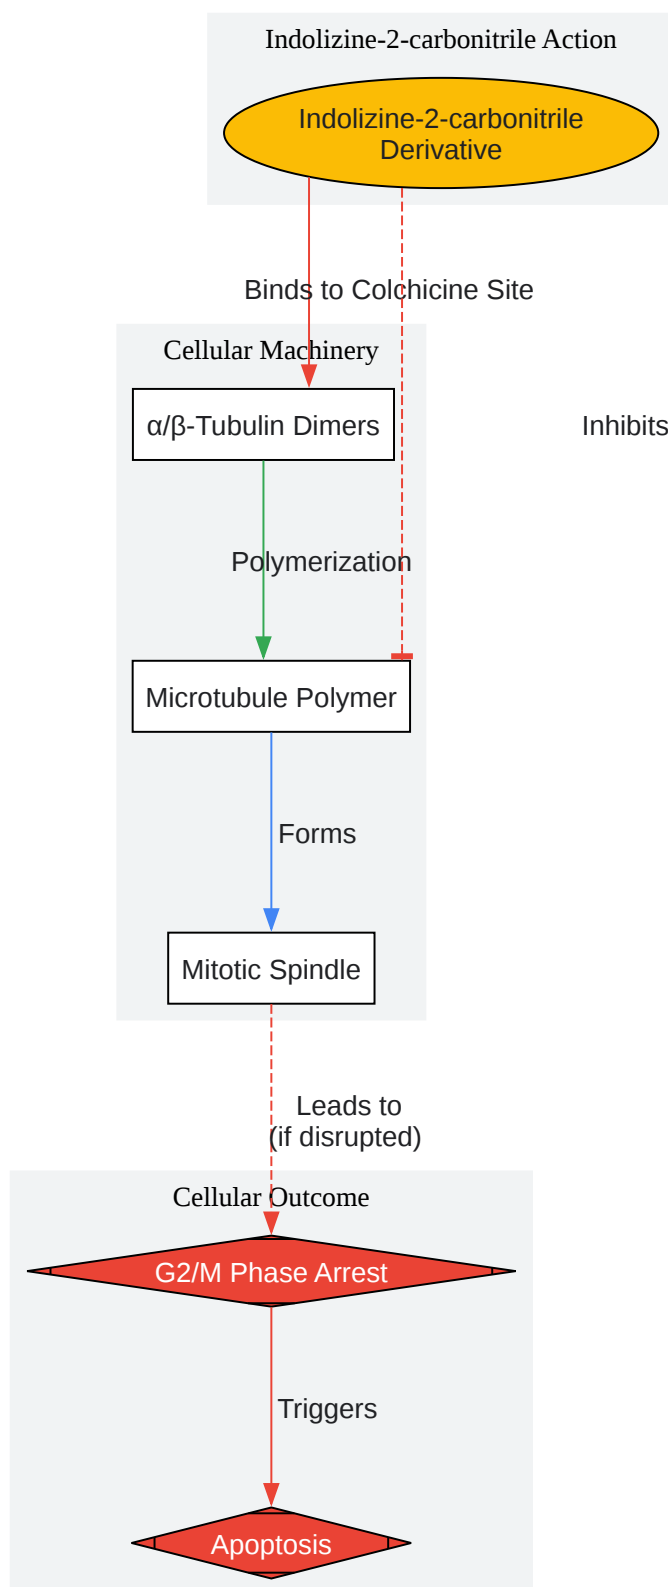 Indolizine-2-carbonitrile Action
Indolizine-2-carbonitrile
Derivative
Binds to Colchicine Site
Cellular Machinery
α/β-Tubulin Dimers
Inhibits
Polymerization
Microtubule Polymer
Forms
Mitotic Spindle
Leads to
(if disrupted)
Cellular Outcome
G2/M Phase Arrest
Triggers
Apoptosis